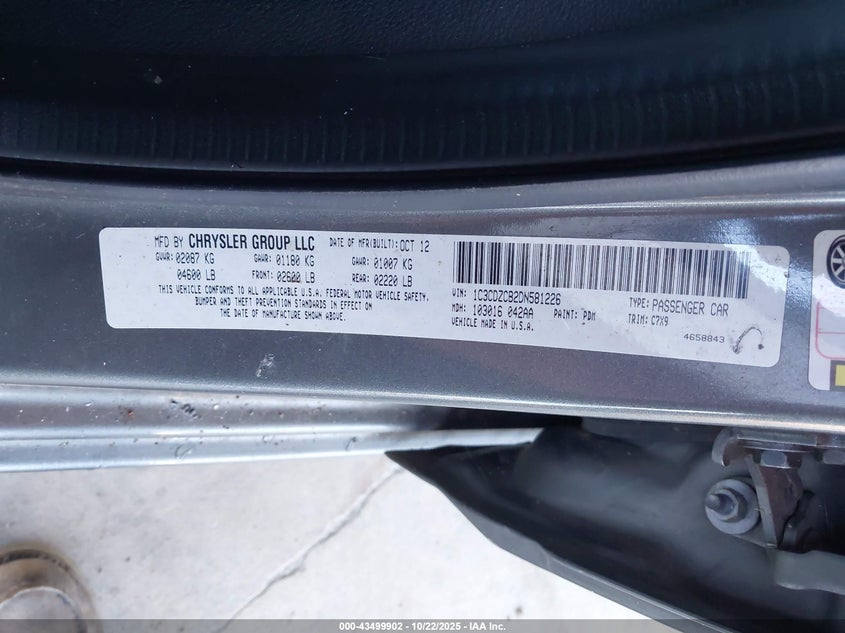 MFD BY CHRYSLER GROUP LLC DATE OF MFR(BUILT): OCT 12
GVWR: 02087 KG GAWR: 01180 KG GAWR: 01007 KG
04600 LB FRONT: 02600 LB REAR: 02220 LB
THIS VEHICLE CONFORMS TO ALL APPLICABLE U.S.A. FEDERAL MOTOR VEHICLE SAFETY,
BUMPER AND THEFT PREVENTION STANDARDS IN EFFECT ON
THE DATE OF MANUFACTURE SHOWN ABOVE.
VIN: 1C3CDZCB2DN581226 TYPE: PASSENGER CAR
MDH: 103016 042AA PAINT: PDM TRIM: C7X9
VEHICLE MADE IN U.S.A.
4658843
000-43499902 - 10/22/2025 - IAA Inc.